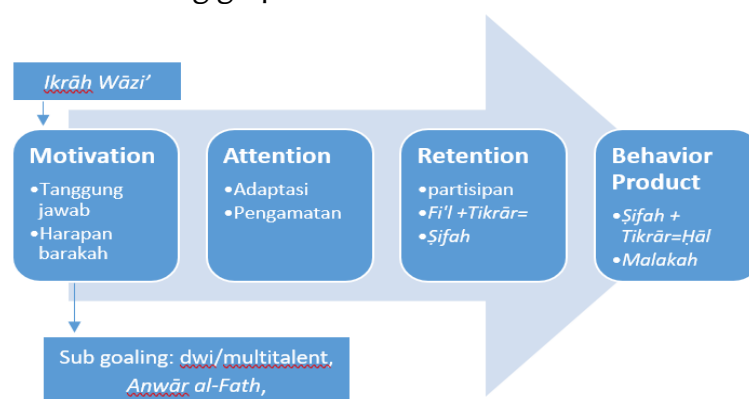 Ikrāh Wāzi’
Motivation
•Tanggung
jawab
•Harapan
barakah
Attention
•Adaptasi
•Pengamatan
Retention
•partisipan
•Fi'l +Tikrār=
•Ṣifah
Behavior
Product
•Ṣifah +
Tikrār=Ḥāl
•Malakah
Sub goaling: dwi/multitalent,
Anwār al-Fath,